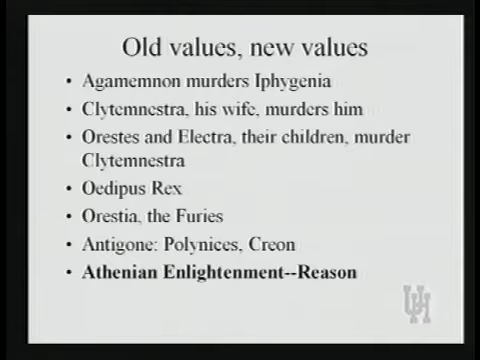 Old values, new values
• Agamemnon murders Iphygenia
• Clytemnestra, his wife, murders him
• Orestes and Electra, their children, murder
Clytemnestra
• Oedipus Rex
• Orestia, the Furies
• Antigone: Polynices, Creon
• Athenian Enlightenment--Reason
UH